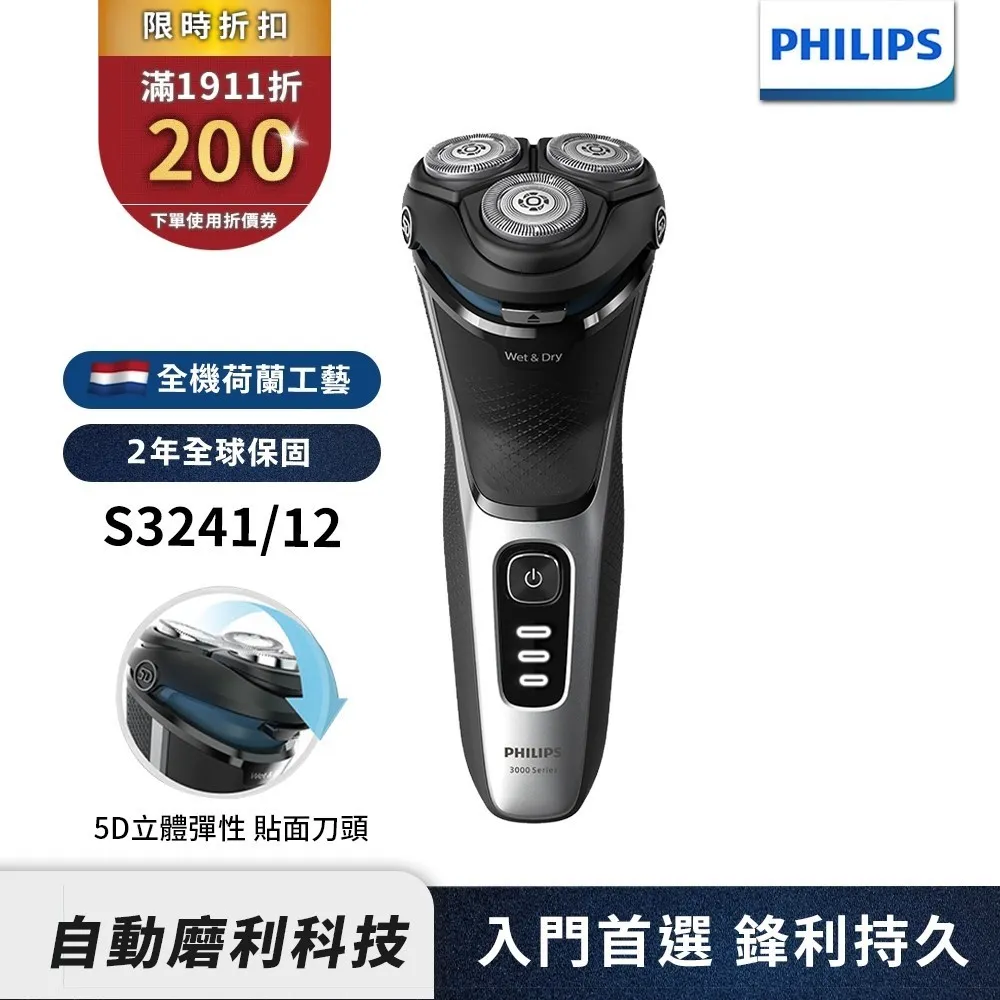 限時折扣
滿1911折
200
下單使用折價券
PHILIPS
5D
Wet & Dry
全機荷蘭工藝
2年全球保固
S3241/12
5D
PHILIPS
3000 Series
5D立體彈性 貼面刀頭
自動磨利科技
入門首選 鋒利持久